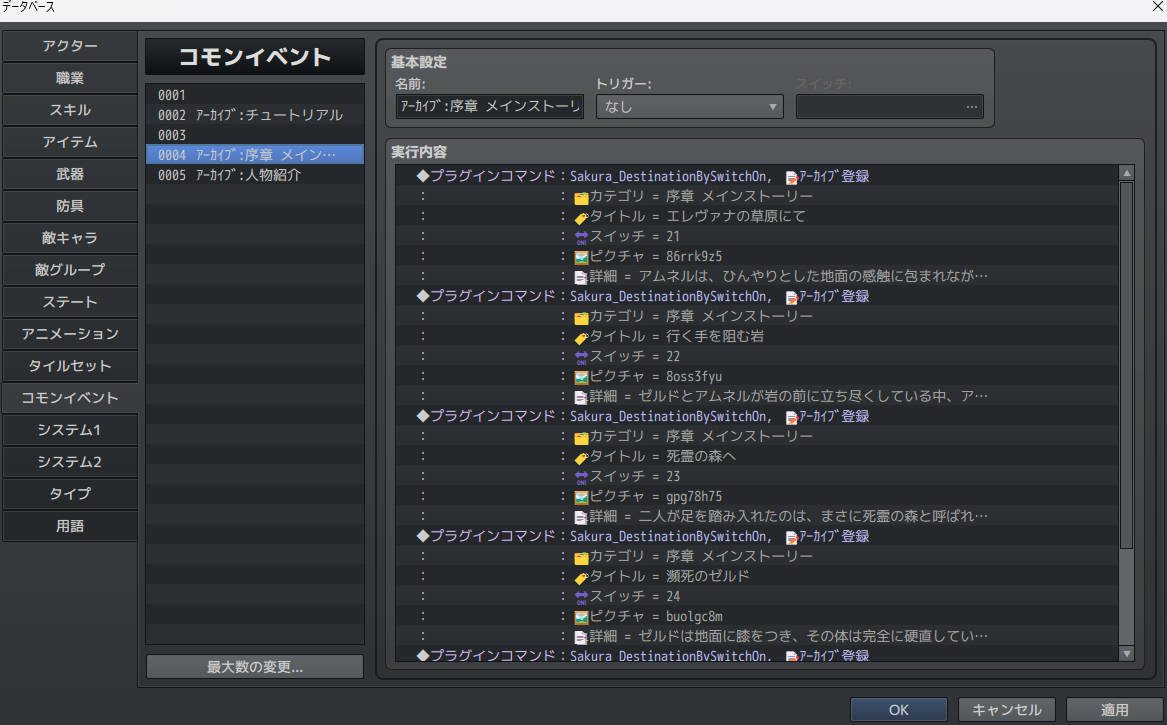 データベース
アクター
職業
スキル
アイテム
武器
防具
敵キャラ
敵グループ
ステート
アニメーション
タイルセット
コモンイベント
システム1
システム2
タイプ
用語
コモンイベント
0001
0002 ｱｰｶｲﾌﾞ:チュートリアル
0003
0004 ｱｰｶｲﾌﾞ:序章 メイン…
0005 ｱｰｶｲﾌﾞ:人物紹介
最大数の変更...
基本設定
名前:
ｱｰｶｲﾌﾞ:序章 メインストーリ
トリガー:
なし
スイッチ:
…
実行内容
◆プラグインコマンド：Sakura_DestinationBySwitchOn, ｱｰｶｲﾌﾞ登録
： ：カテゴリ = 序章 メインストーリー
： ：タイトル = エレヴァナの草原にて
： ：スイッチ = 21
： ：ピクチャ = 86rrk9z5
： ：詳細 = アムネルは、ひんやりとした地面の感触に包まれなが…
◆プラグインコマンド：Sakura_DestinationBySwitchOn, ｱｰｶｲﾌﾞ登録
： ：カテゴリ = 序章 メインストーリー
： ：タイトル = 行く手を阻む岩
： ：スイッチ = 22
： ：ピクチャ = 8oss3fyu
： ：詳細 = ゼルドとアムネルが岩の前に立ち尽くしている中、ア…
◆プラグインコマンド：Sakura_DestinationBySwitchOn, ｱｰｶｲﾌﾞ登録
： ：カテゴリ = 序章 メインストーリー
： ：タイトル = 死霊の森へ
： ：スイッチ = 23
： ：ピクチャ = gpg78h75
： ：詳細 = 二人が足を踏み入れたのは、まさに死霊の森と呼ばれ…
◆プラグインコマンド：Sakura_DestinationBySwitchOn, ｱｰｶｲﾌﾞ登録
： ：カテゴリ = 序章 メインストーリー
： ：タイトル = 瀕死のゼルド
： ：スイッチ = 24
： ：ピクチャ = buolgc8m
： ：詳細 = ゼルドは地面に膝をつき、その体は完全に硬直してい…
◆プラグインコマンド：Sakura_DestinationBySwitchOn, ｱｰｶｲﾌﾞ登録
OK
キャンセル
適用